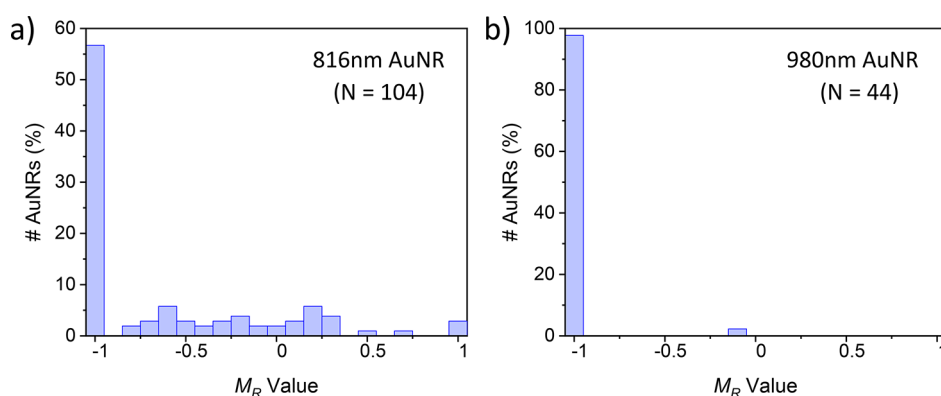 a)
816nm AuNR
(N = 104)
# AuNRs (%)
60
50
40
30
20
10
0
-1 -0.5 0 0.5 1
M_R Value
b)
980nm AuNR
(N = 44)
# AuNRs (%)
100
80
60
40
20
0
-1 -0.5 0 0.5 1
M_R Value